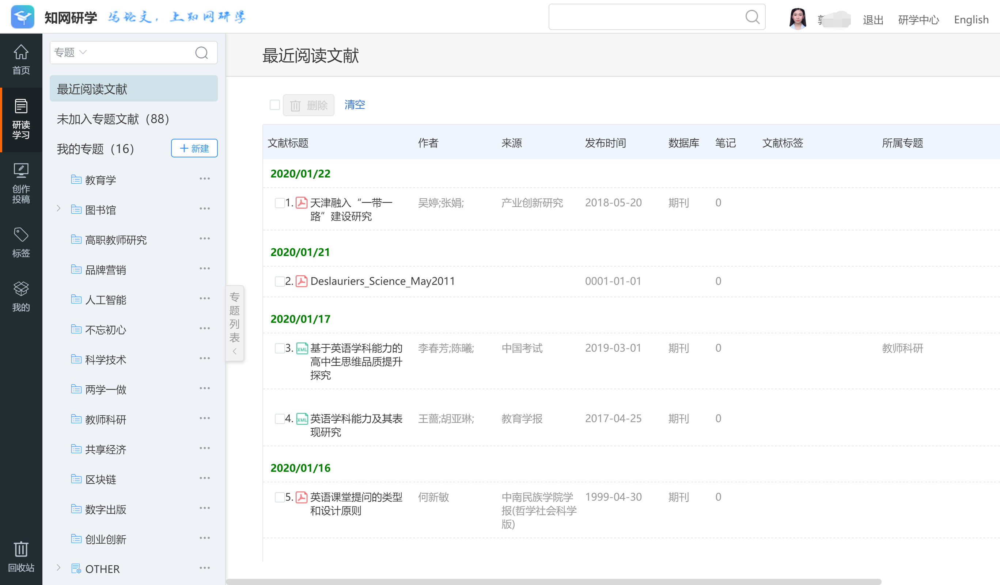 知网研学 写论文，上知网研学
退出 研学中心 English
首页
研读
学习
创作
投稿
标签
我的
回收站
专题
最近阅读文献
未加入专题文献（88）
我的专题（16） 新建
教育学
图书馆
高职教师研究
品牌营销
人工智能
不忘初心
科学技术
两学一做
教师科研
共享经济
区块链
数字出版
创业创新
OTHER
专题列表
最近阅读文献
删除 清空
文献标题 作者 来源 发布时间 数据库 笔记 文献标签 所属专题
2020/01/22
1. 天津融入“一带一 吴婷;张娟; 产业创新研究 2018-05-20 期刊 0
路”建设研究
2020/01/21
2. Deslauriers_Science_May2011 0001-01-01 0
2020/01/17
3. XML 基于英语学科能力的 李春芳;陈曦; 中国考试 2019-03-01 期刊 0 教师科研
高中生思维品质提升
探究
4. XML 英语学科能力及其表 王蔷;胡亚琳; 教育学报 2017-04-25 期刊 0
现研究
2020/01/16
5. 英语课堂提问的类型 何新敏 中南民族学院学 1999-04-30 期刊 0
和设计原则 报(哲学社会科学
版)